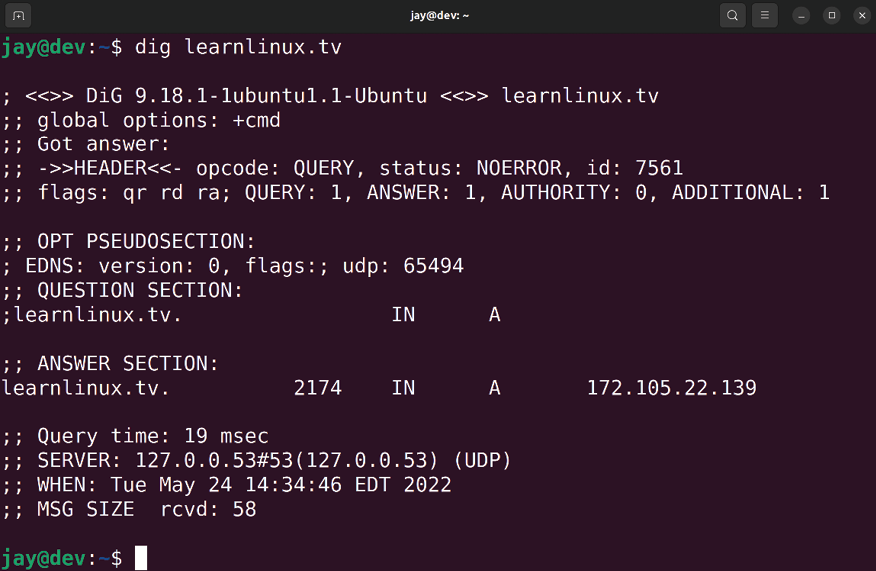 jay@dev: ~
jay@dev:~$ dig learnlinux.tv
; <<>> DiG 9.18.1-1ubuntu1.1-Ubuntu <<>> learnlinux.tv
;; global options: +cmd
;; Got answer:
;; ->>HEADER<<- opcode: QUERY, status: NOERROR, id: 7561
;; flags: qr rd ra; QUERY: 1, ANSWER: 1, AUTHORITY: 0, ADDITIONAL: 1
;; OPT PSEUDOSECTION:
; EDNS: version: 0, flags:; udp: 65494
;; QUESTION SECTION:
;learnlinux.tv.                 IN      A
;; ANSWER SECTION:
learnlinux.tv.          2174    IN      A       172.105.22.139
;; Query time: 19 msec
;; SERVER: 127.0.0.53#53(127.0.0.53) (UDP)
;; WHEN: Tue May 24 14:34:46 EDT 2022
;; MSG SIZE  rcvd: 58
jay@dev:~$